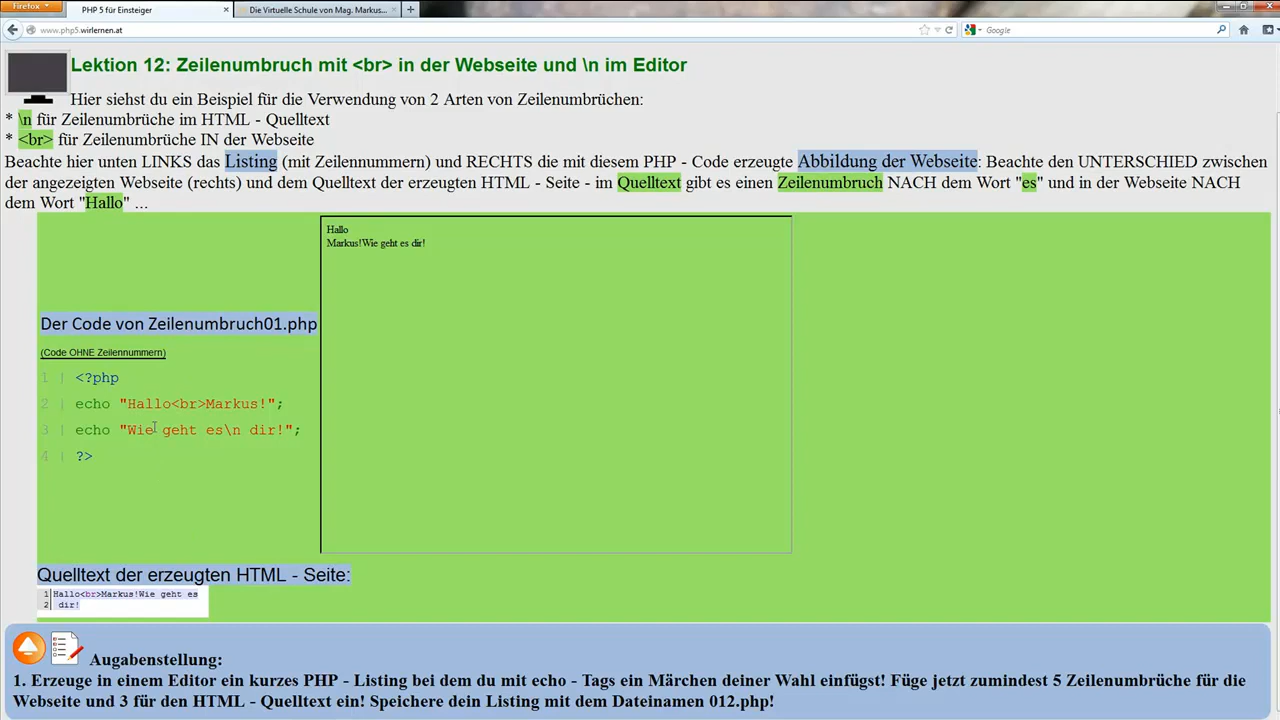 Firefox
PHP 5 für Einsteiger
Die Virtuelle Schule von Mag. Markus...
www.php5.wirlernen.at
Google
Lektion 12: Zeilenumbruch mit <br> in der Webseite und \n im Editor
Hier siehst du ein Beispiel für die Verwendung von 2 Arten von Zeilenumbrüchen:
* \n für Zeilenumbrüche im HTML - Quelltext
* <br> für Zeilenumbrüche IN der Webseite
Beachte hier unten LINKS das Listing (mit Zeilennummern) und RECHTS die mit diesem PHP - Code erzeugte Abbildung der Webseite: Beachte den UNTERSCHIED zwischen
der angezeigten Webseite (rechts) und dem Quelltext der erzeugten HTML - Seite - im Quelltext gibt es einen Zeilenumbruch NACH dem Wort "es" und in der Webseite NACH
dem Wort "Hallo" ...
Hallo
Markus!Wie geht es dir!
Der Code von Zeilenumbruch01.php
(Code OHNE Zeilennummern)
1 | <?php
2 | echo "Hallo<br>Markus!";
3 | echo "Wie geht es\n dir!";
4 | ?>
Quelltext der erzeugten HTML - Seite:
1 Hallo<br>Markus!Wie geht es
2 dir!
Augabenstellung:
1. Erzeuge in einem Editor ein kurzes PHP - Listing bei dem du mit echo - Tags ein Märchen deiner Wahl einfügst! Füge jetzt zumindest 5 Zeilenumbrüche für die
Webseite und 3 für den HTML - Quelltext ein! Speichere dein Listing mit dem Dateinamen 012.php!